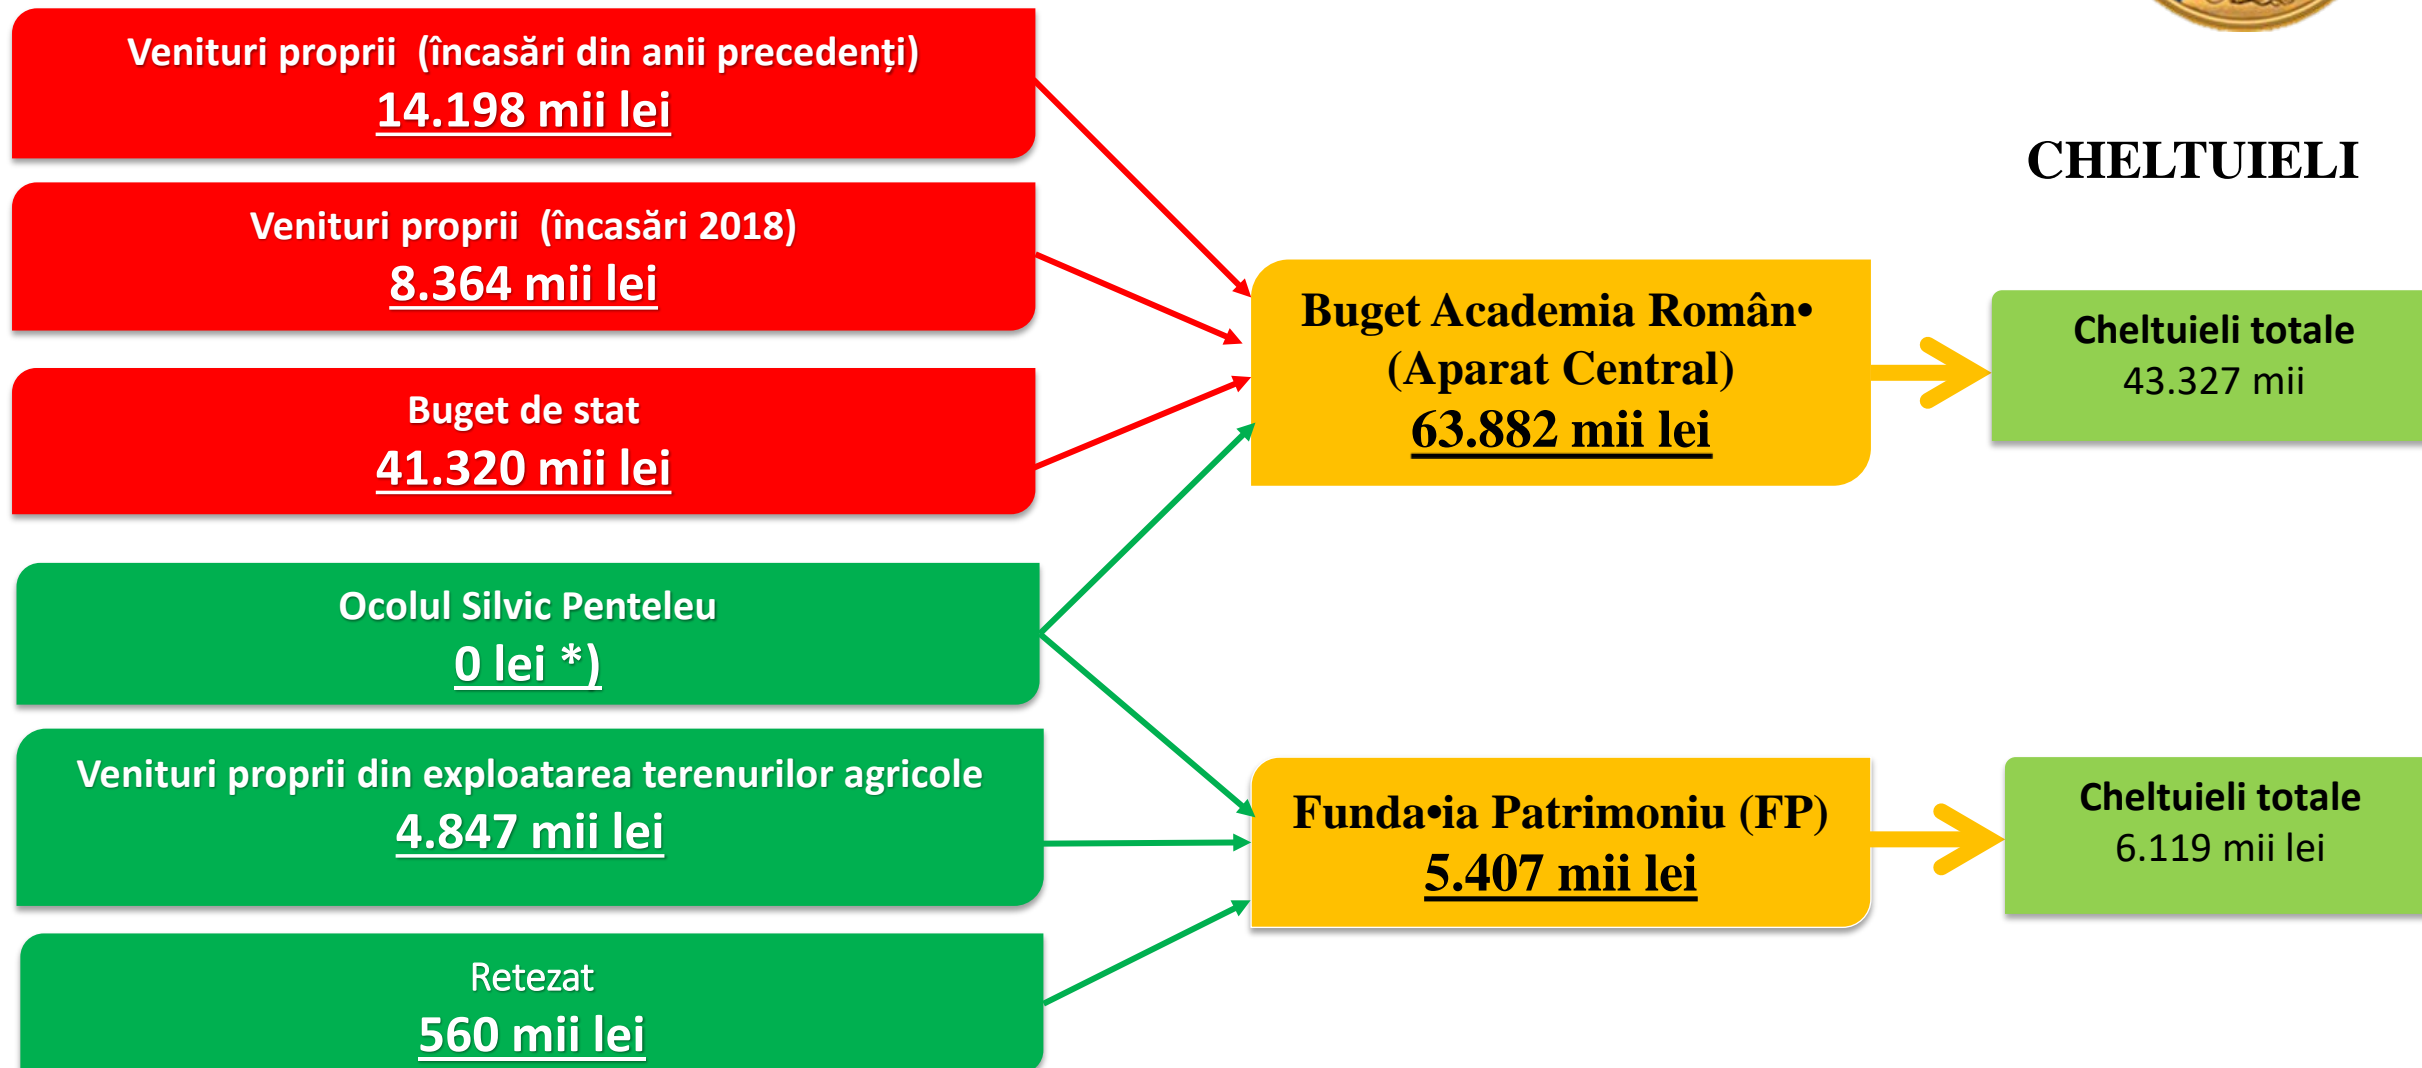 Venituri proprii (încasări din anii precedenți)
14.198 mii lei
Venituri proprii (încasări 2018)
8.364 mii lei
Buget de stat
41.320 mii lei
Ocolul Silvic Penteleu
0 lei *)
Venituri proprii din exploatarea terenurilor agricole
4.847 mii lei
Retezat
560 mii lei
Buget Academia Român•
(Aparat Central)
63.882 mii lei
Funda•ia Patrimoniu (FP)
5.407 mii lei
CHELTUIELI
Cheltuieli totale
43.327 mii
Cheltuieli totale
6.119 mii lei